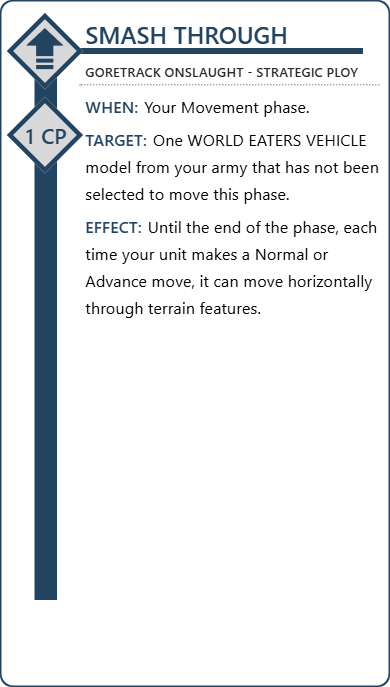 SMASH THROUGH
GORETRACK ONSLAUGHT - STRATEGIC PLOY
WHEN: Your Movement phase.
1 CP
TARGET: One WORLD EATERS VEHICLE
model from your army that has not been
selected to move this phase.
EFFECT: Until the end of the phase, each
time your unit makes a Normal or
Advance move, it can move horizontally
through terrain features.